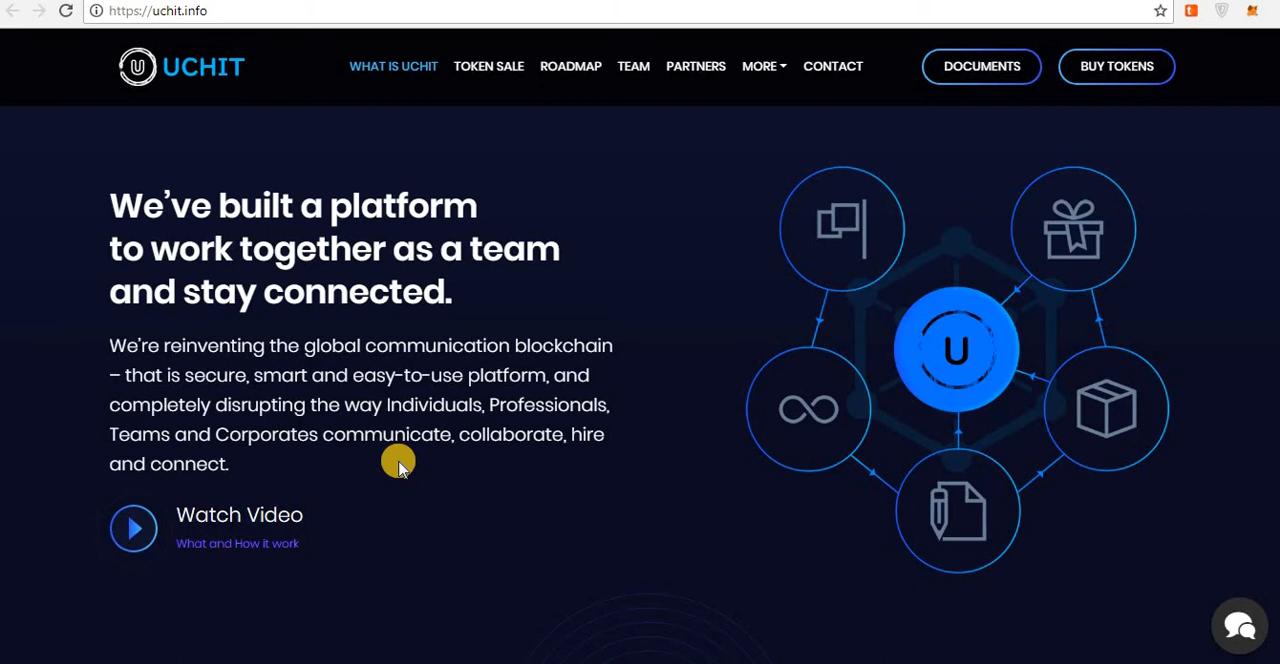 https://uchit.info
UCHIT
WHAT IS UCHIT TOKEN SALE ROADMAP TEAM PARTNERS MORE CONTACT DOCUMENTS BUY TOKENS
We’ve built a platform
to work together as a team
and stay connected.
We’re reinventing the global communication blockchain
– that is secure, smart and easy-to-use platform, and
completely disrupting the way Individuals, Professionals,
Teams and Corporates communicate, collaborate, hire
and connect.
Watch Video
What and How it work
U
U
t